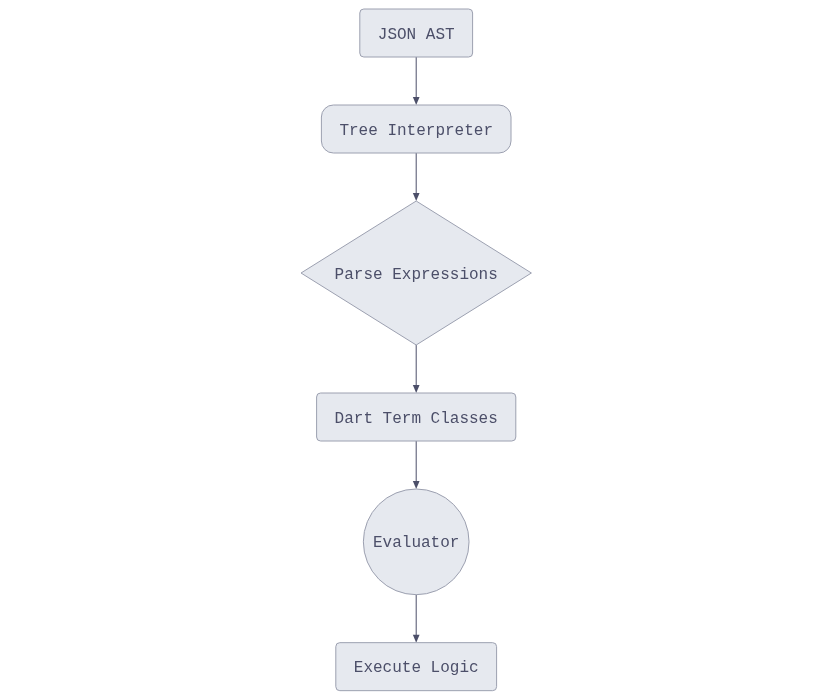 JSON AST
Tree Interpreter
Parse Expressions
Dart Term Classes
Evaluator
Execute Logic